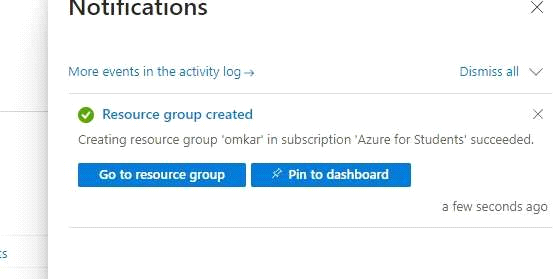 Notifications
More events in the activity log →
Dismiss all
Resource group created
Creating resource group 'omkar' in subscription 'Azure for Students' succeeded.
Go to resource group
Pin to dashboard
a few seconds ago